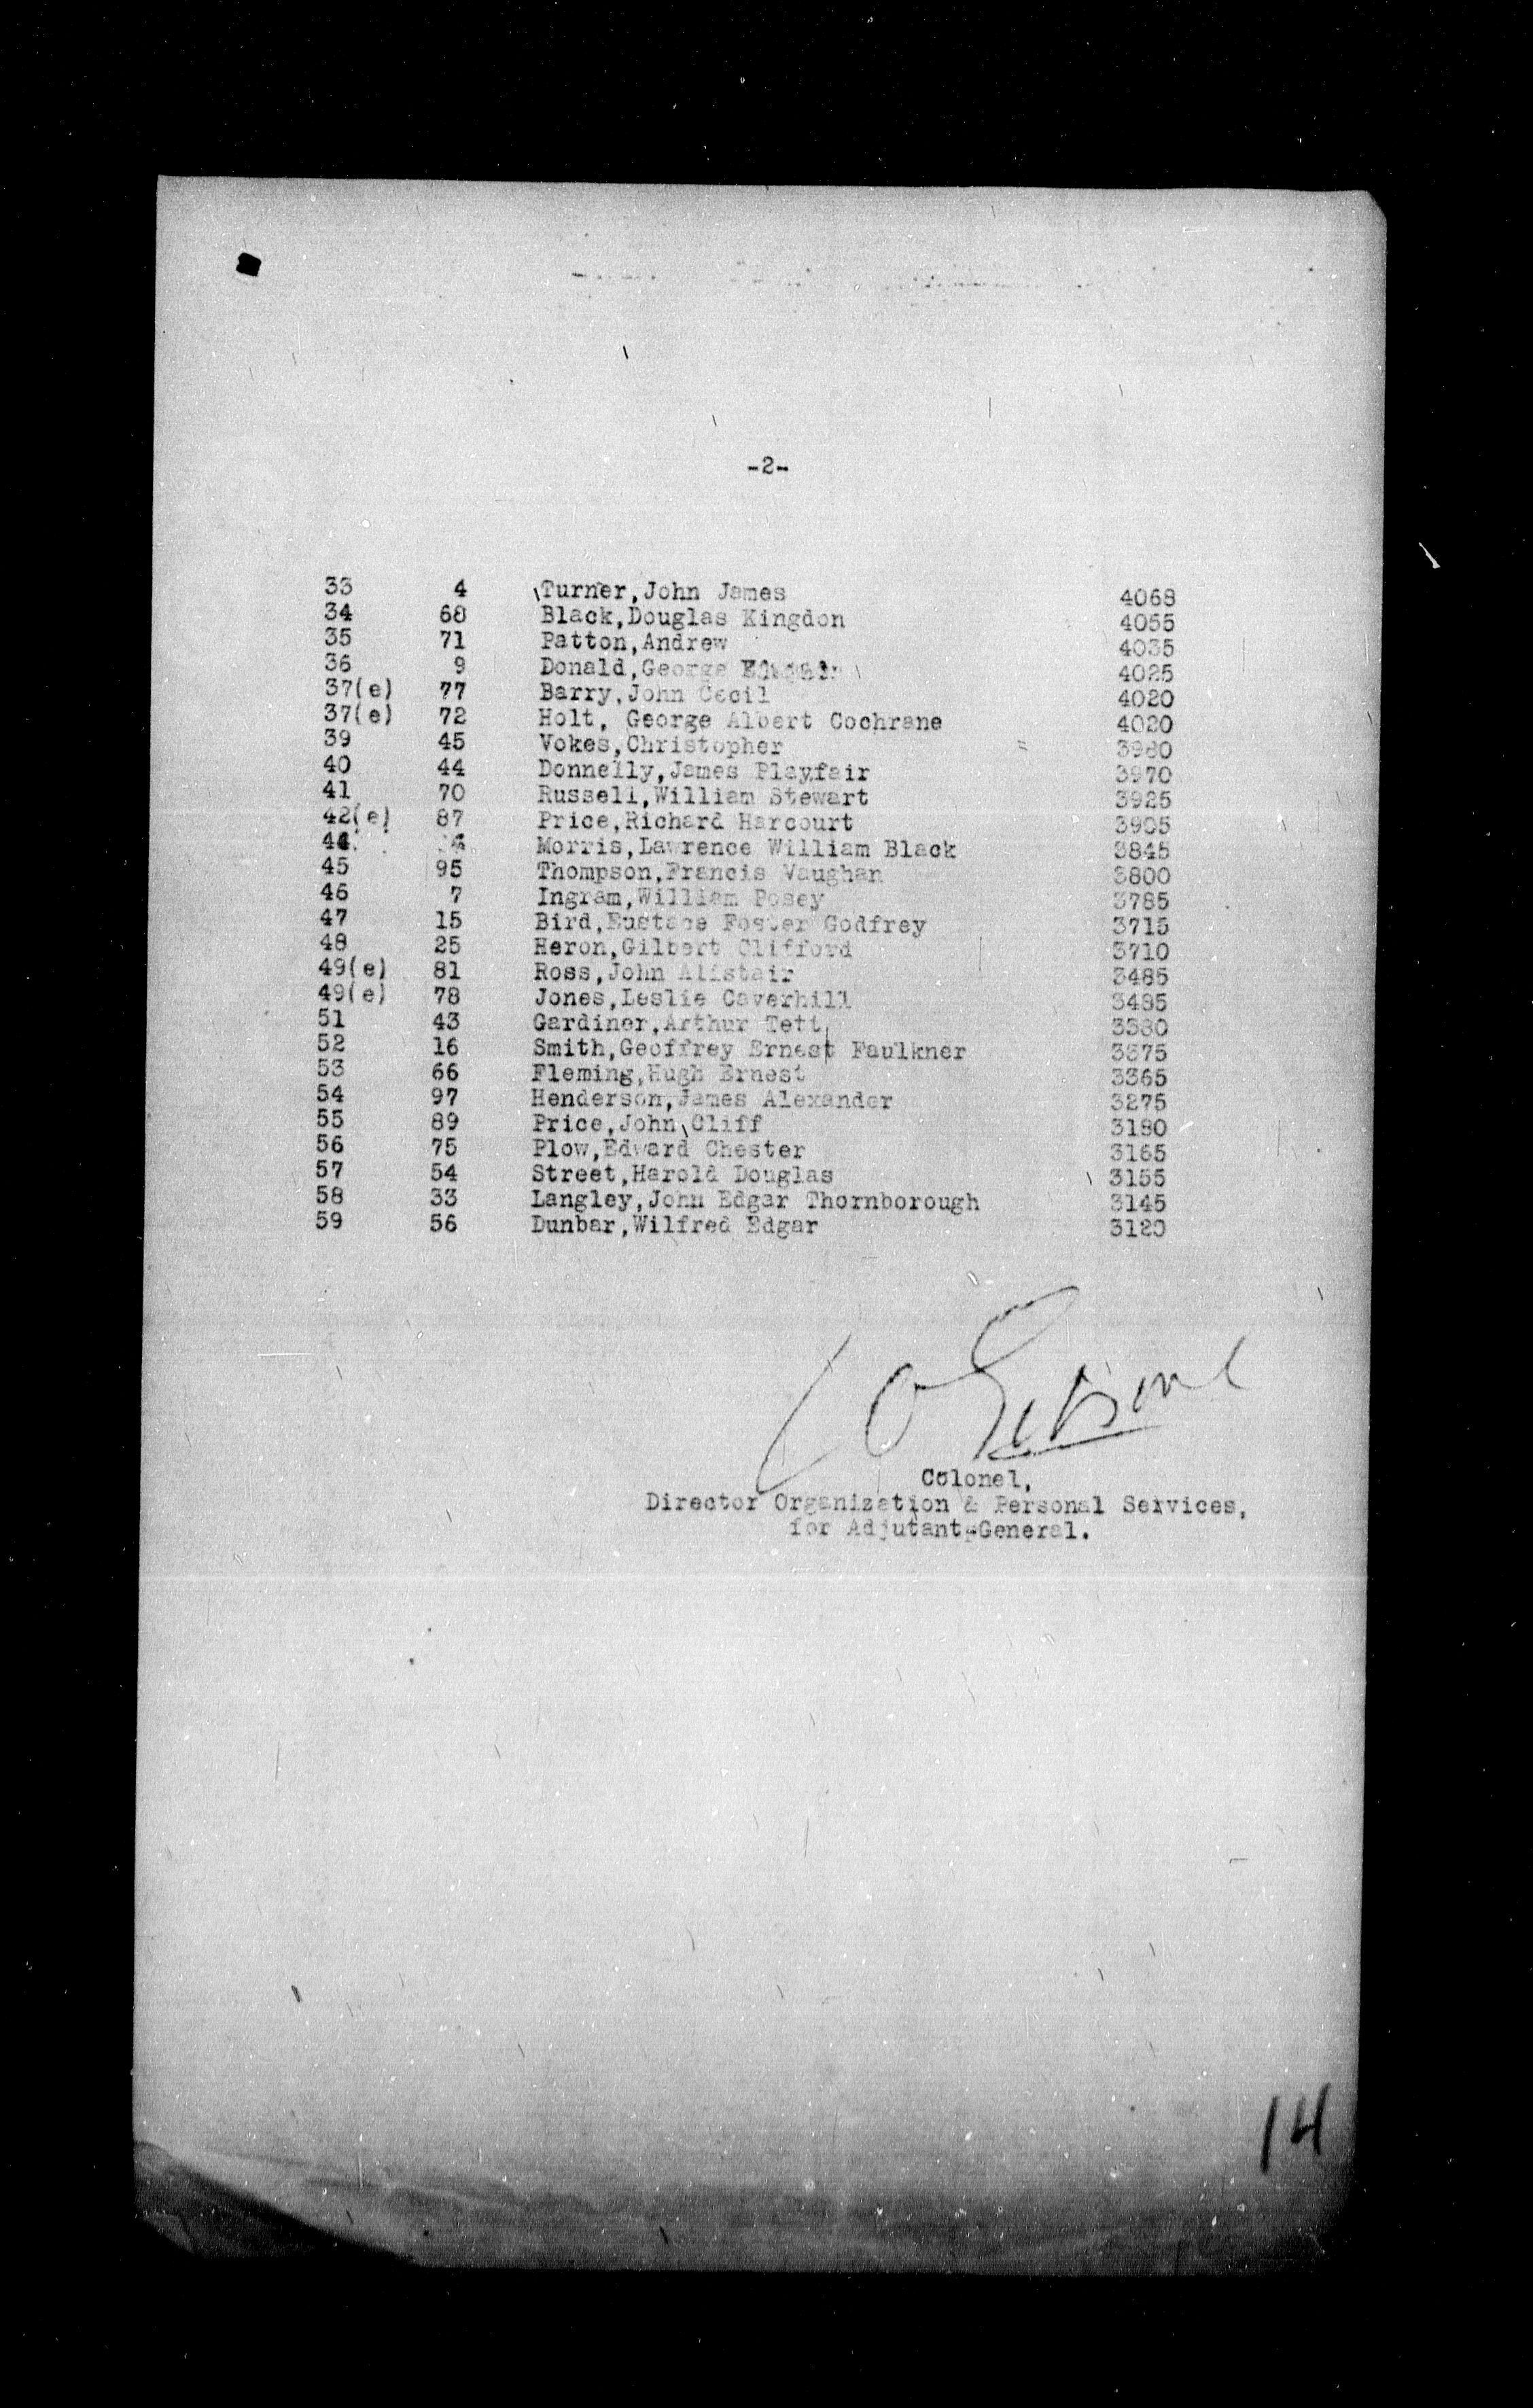 -2-
33 4 Turner, John James 4068
34 68 Black, Douglas Kingdon 4055
35 71 Patton, Andrew 4035
36 9 Donald, George 4025
37(e) 77 Barry, John Cecil 4020
37(e) 72 Holt, George Albert Cochrane 4020
39 45 Vokes, Christopher 3980
40 44 Donnelly, James Playfair 3970
41 70 Russell, William Stewart 3925
42(e) 87 Price, Richard Harcourt 3905
44 Morris, Lawrence William Black 3845
45 95 Thompson, Francis Vaughan 3800
46 7 Ingram, William Posey 3785
47 15 Bird, Eustace Foster Godfrey 3715
48 25 Heron, Gilbert Clifford 3710
49(e) 81 Ross, John Alistair 3485
49(e) 78 Jones, Leslie Caverhill 3485
51 43 Gardiner, Arthur Tett 3380
52 16 Smith, Geoffrey Ernest Faulkner 3375
53 66 Fleming, Hugh Ernest 3365
54 97 Henderson, James Alexander 3275
55 89 Price, John Cliff 3180
56 75 Plow, Edward Chester 3165
57 54 Street, Harold Douglas 3155
58 33 Langley, John Edgar Thornborough 3145
59 56 Dunbar, Wilfred Edgar 3120
Colonel,
Director Organization & Personal Services,
for Adjutant-General.
14